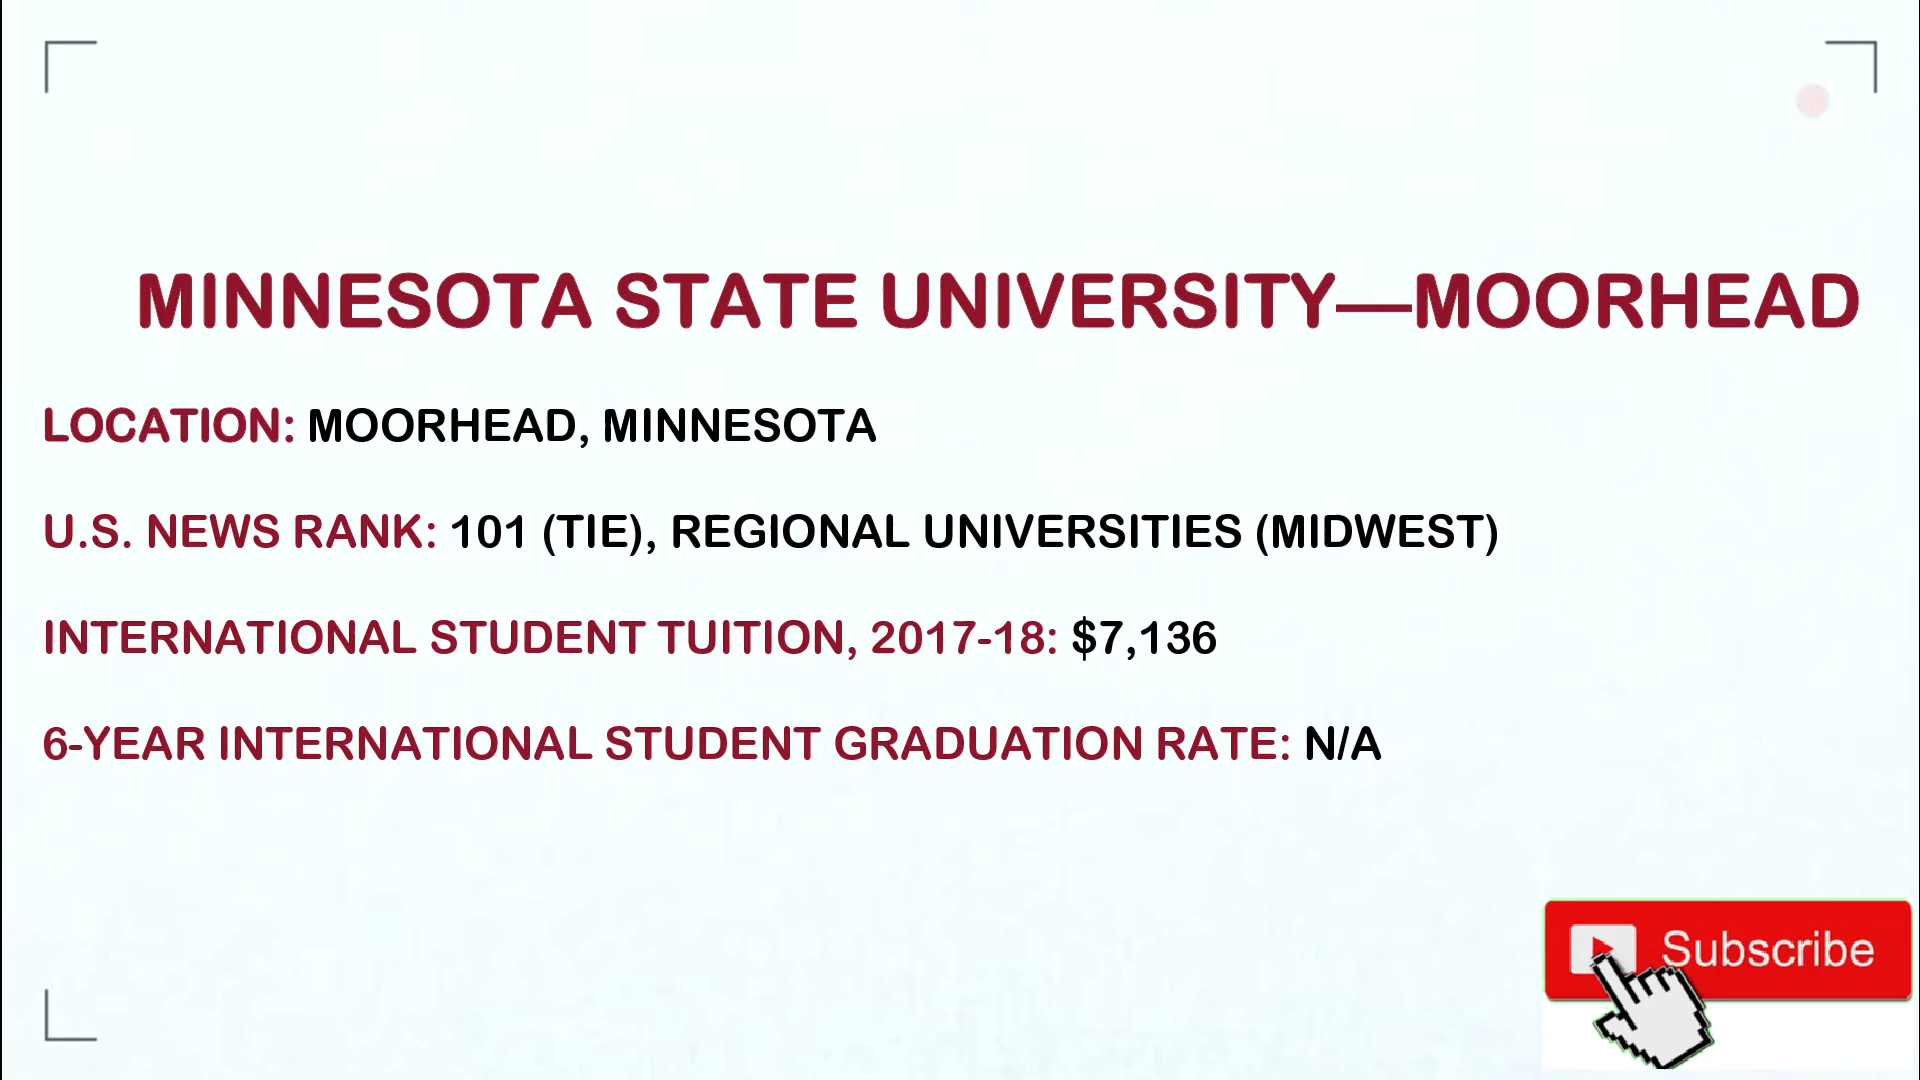 MINNESOTA STATE UNIVERSITY—MOORHEAD
LOCATION: MOORHEAD, MINNESOTA
U.S. NEWS RANK: 101 (TIE), REGIONAL UNIVERSITIES (MIDWEST)
INTERNATIONAL STUDENT TUITION, 2017-18: $7,136
6-YEAR INTERNATIONAL STUDENT GRADUATION RATE: N/A
Subscribe